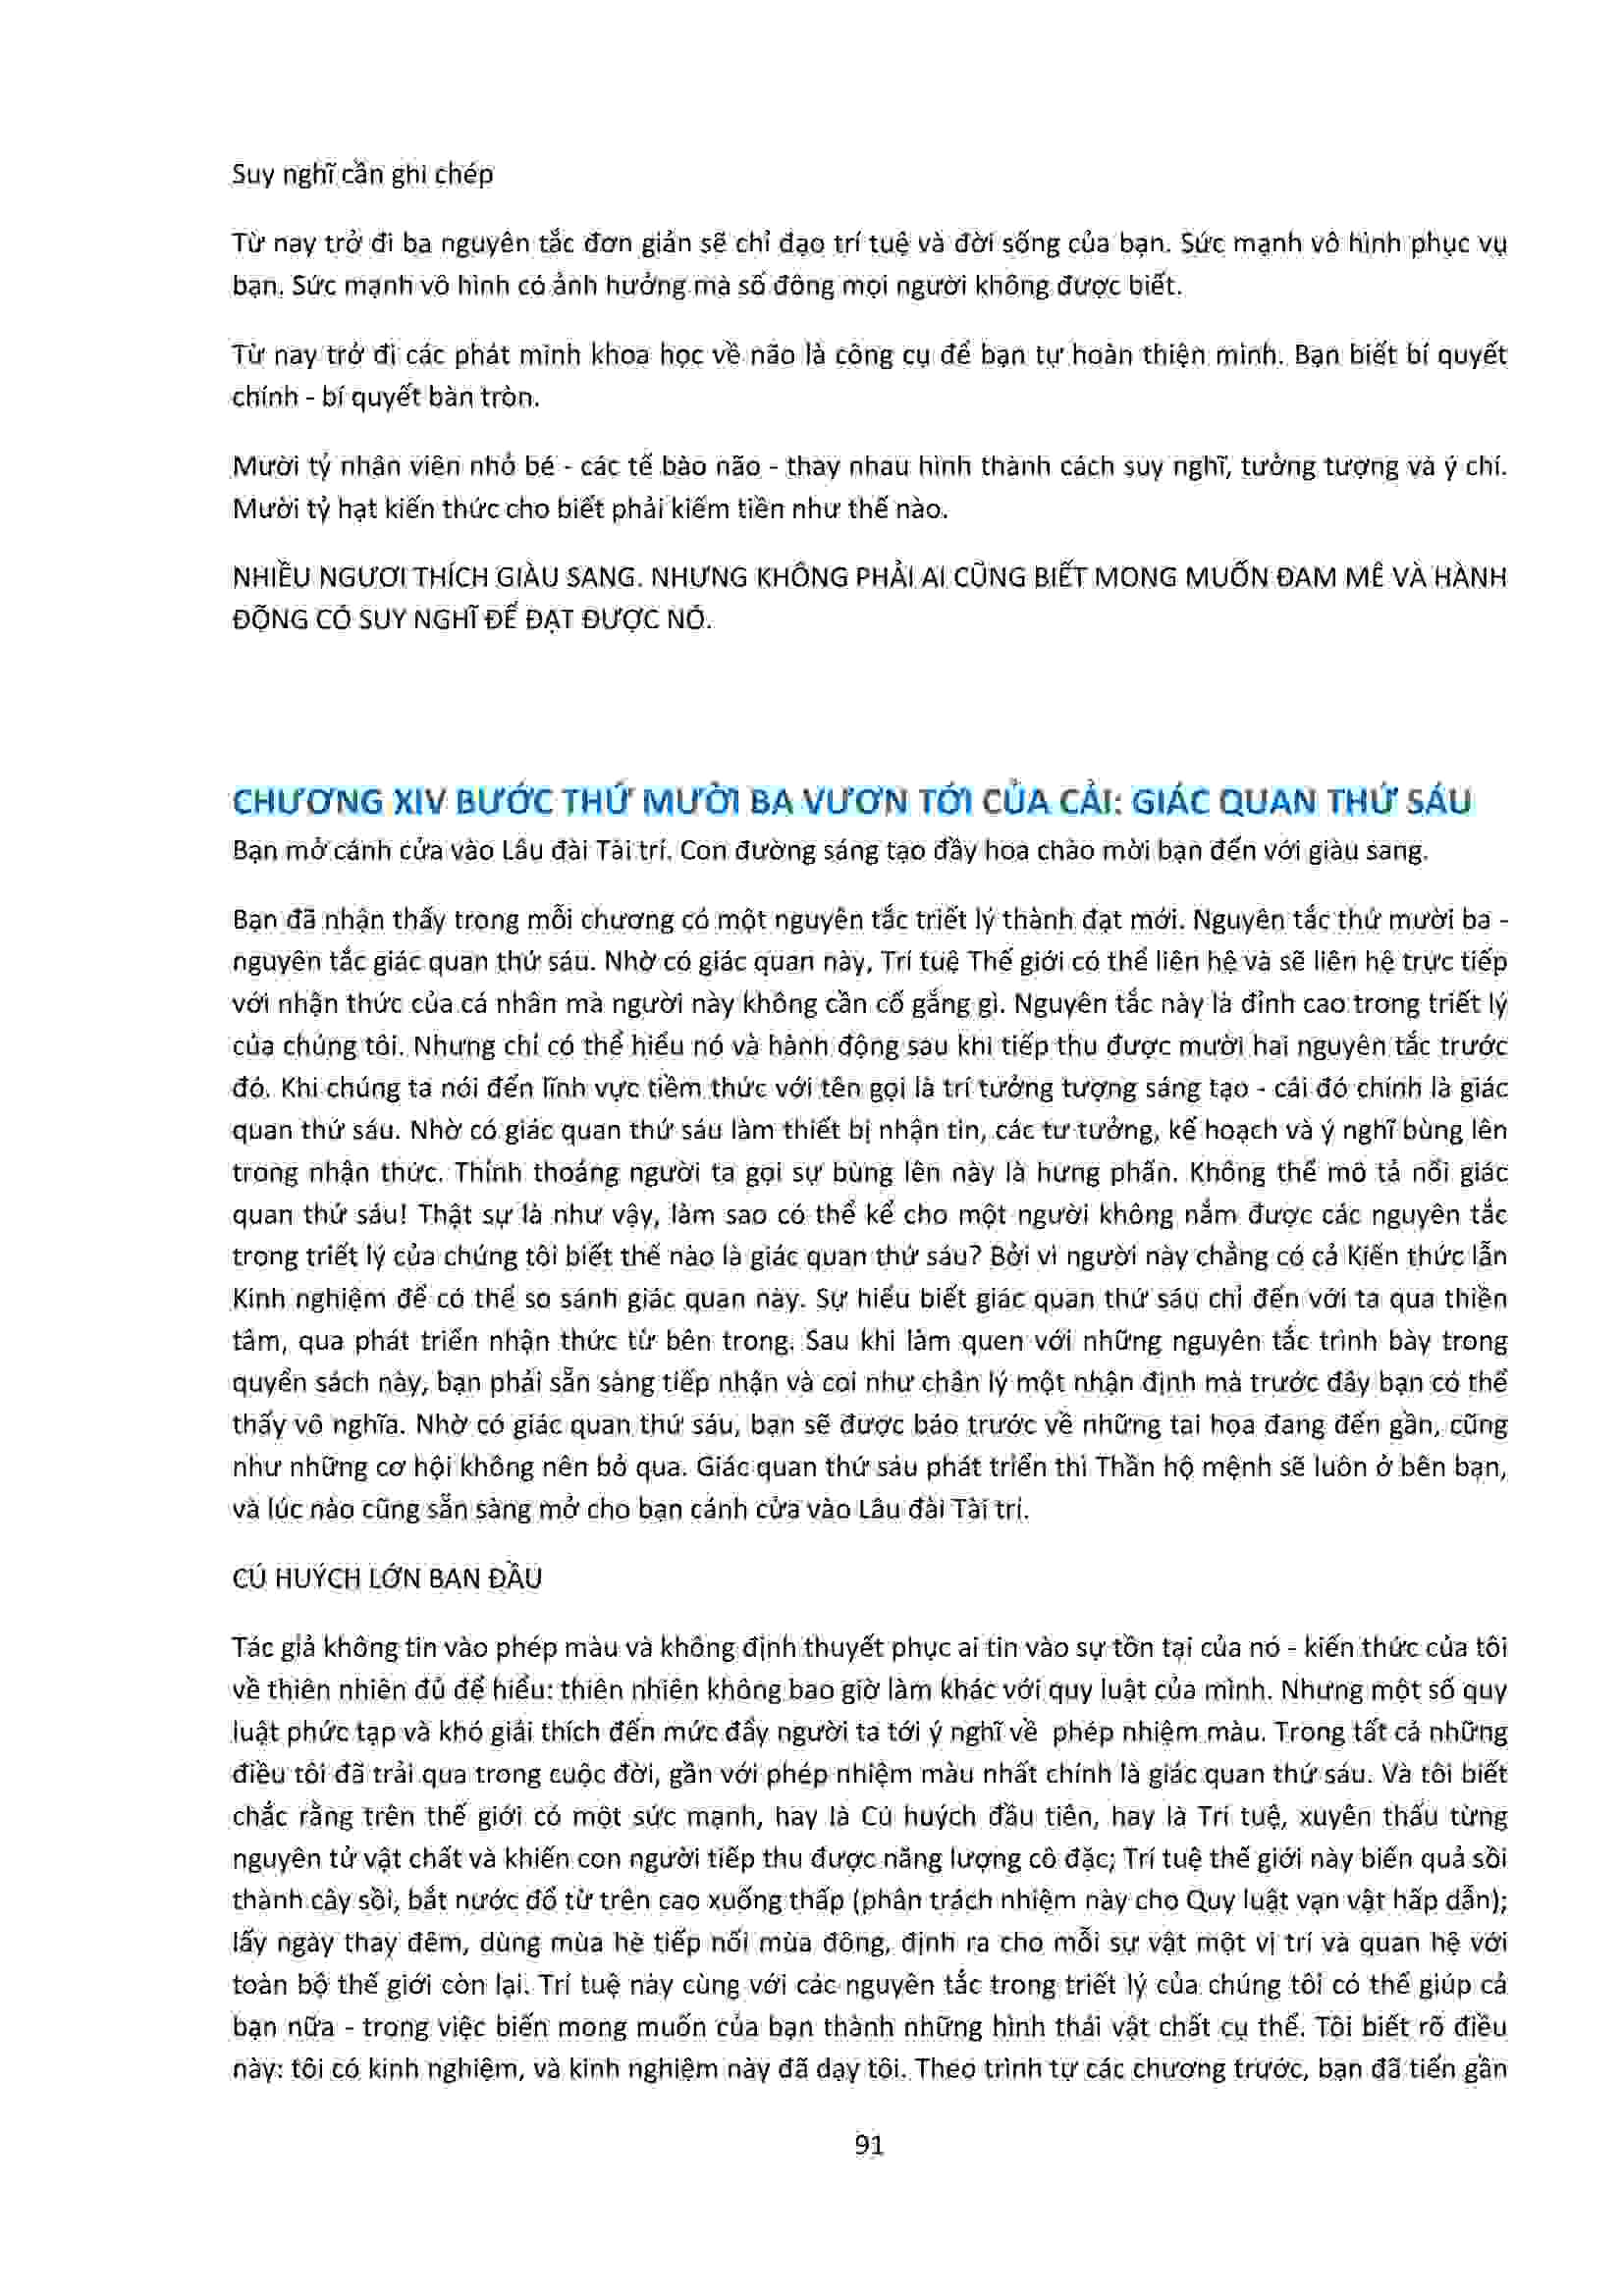 Suy nghĩ cần ghi chép
Từ nay trở đi ba nguyên tắc đơn giản sẽ chỉ đạo trí tuệ và đời sống của bạn. Sức mạnh vô hình phục vụ
bạn. Sức mạnh vô hình có ảnh hưởng mà số đông mọi người không được biết.
Từ nay trở đi các phát minh khoa học về não là công cụ để bạn tự hoàn thiện mình. Bạn biết bí quyết
chính - bí quyết bàn tròn.
Mười tỷ nhân viên nhỏ bé - các tế bào não - thay nhau hình thành cách suy nghĩ, tưởng tượng và ý chí.
Mười tỷ hạt kiến thức cho biết phải kiếm tiền như thế nào.
NHIỀU NGƯƠI THÍCH GIÀU SANG. NHƯNG KHÔNG PHẢI AI CŨNG BIẾT MONG MUỐN ĐAM MÊ VÀ HÀNH
ĐỘNG CÓ SUY NGHĨ ĐỂ ĐẠT ĐƯỢC NÓ.
CHƯƠNG XIV BƯỚC THỨ MƯỜI BA VƯƠN TỚI CỦA CẢI: GIÁC QUAN THỨ SÁU
Bạn mở cánh cửa vào Lâu đài Tài trí. Con đường sáng tạo đầy hoa chào mời bạn đến với giàu sang.
Bạn đã nhận thấy trong mỗi chương có một nguyên tắc triết lý thành đạt mới. Nguyên tắc thứ mười ba -
nguyên tắc giác quan thứ sáu. Nhờ có giác quan này, Trí tuệ Thế giới có thể liên hệ và sẽ liên hệ trực tiếp
với nhận thức của cá nhân mà người này không cần cố gắng gì. Nguyên tắc này là đỉnh cao trong triết lý
của chúng tôi. Nhưng chỉ có thể hiểu nó và hành động sau khi tiếp thu được mười hai nguyên tắc trước
đó. Khi chúng ta nói đến lĩnh vực tiềm thức với tên gọi là trí tưởng tượng sáng tạo - cái đó chính là giác
quan thứ sáu. Nhờ có giác quan thứ sáu làm thiết bị nhận tin, các tư tưởng, kế hoạch và ý nghĩ bùng lên
trong nhận thức. Thỉnh thoảng người ta gọi sự bùng lên này là hưng phấn. Không thể mô tả nổi giác
quan thứ sáu! Thật sự là như vậy, làm sao có thể kể cho một người không nắm được các nguyên tắc
trong triết lý của chúng tôi biết thế nào là giác quan thứ sáu? Bởi vì người này chẳng có cả Kiến thức lẫn
Kinh nghiệm để có thể so sánh giác quan này. Sự hiểu biết giác quan thứ sáu chỉ đến với ta qua thiền
tâm, qua phát triển nhận thức từ bên trong. Sau khi làm quen với những nguyên tắc trình bày trong
quyển sách này, bạn phải sẵn sàng tiếp nhận và coi như chân lý một nhận định mà trước đây bạn có thể
thấy vô nghĩa. Nhờ có giác quan thứ sáu, bạn sẽ được báo trước về những tai họa đang đến gần, cũng
như những cơ hội không nên bỏ qua. Giác quan thứ sáu phát triển thì Thần hộ mệnh sẽ luôn ở bên bạn,
và lúc nào cũng sẵn sàng mở cho bạn cánh cửa vào Lâu đài Tài trí.
CÚ HUÝCH LỚN BAN ĐẦU
Tác giả không tin vào phép màu và không định thuyết phục ai tin vào sự tồn tại của nó - kiến thức của tôi
về thiên nhiên đủ để hiểu: thiên nhiên không bao giờ làm khác với quy luật của mình. Nhưng một số quy
luật phức tạp và khó giải thích đến mức đẩy người ta tới ý nghĩ về phép nhiệm màu. Trong tất cả những
điều tôi đã trải qua trong cuộc đời, gần với phép nhiệm màu nhất chính là giác quan thứ sáu. Và tôi biết
chắc rằng trên thế giới có một sức mạnh, hay là Cú huých đầu tiên, hay là Trí tuệ, xuyên thấu từng
nguyên tử vật chất và khiến con người tiếp thu được năng lượng cô đặc; Trí tuệ thế giới này biến quả sồi
thành cây sồi, bắt nước đổ từ trên cao xuống thấp (phân trách nhiệm này cho Quy luật vạn vật hấp dẫn);
lấy ngày thay đêm, dùng mùa hè tiếp nối mùa đông, định ra cho mỗi sự vật một vị trí và quan hệ với
toàn bộ thế giới còn lại. Trí tuệ này cùng với các nguyên tắc trong triết lý của chúng tôi có thể giúp cả
bạn nữa - trong việc biến mong muốn của bạn thành những hình thái vật chất cụ thể. Tôi biết rõ điều
này: tôi có kinh nghiệm, và kinh nghiệm này đã dạy tôi. Theo trình tự các chương trước, bạn đã tiến gần
91